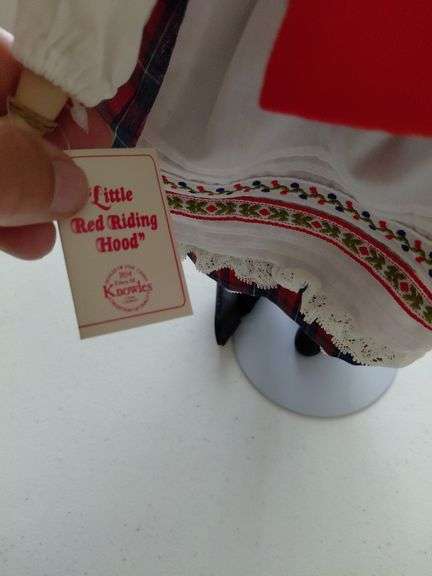 "Little
Red Riding
Hood"
Knowles